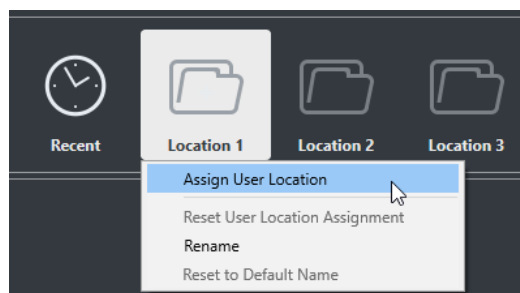 Recent Location 1 Location 2 Location 3
Assign User Location
Reset User Location Assignment
Rename
Reset to Default Name